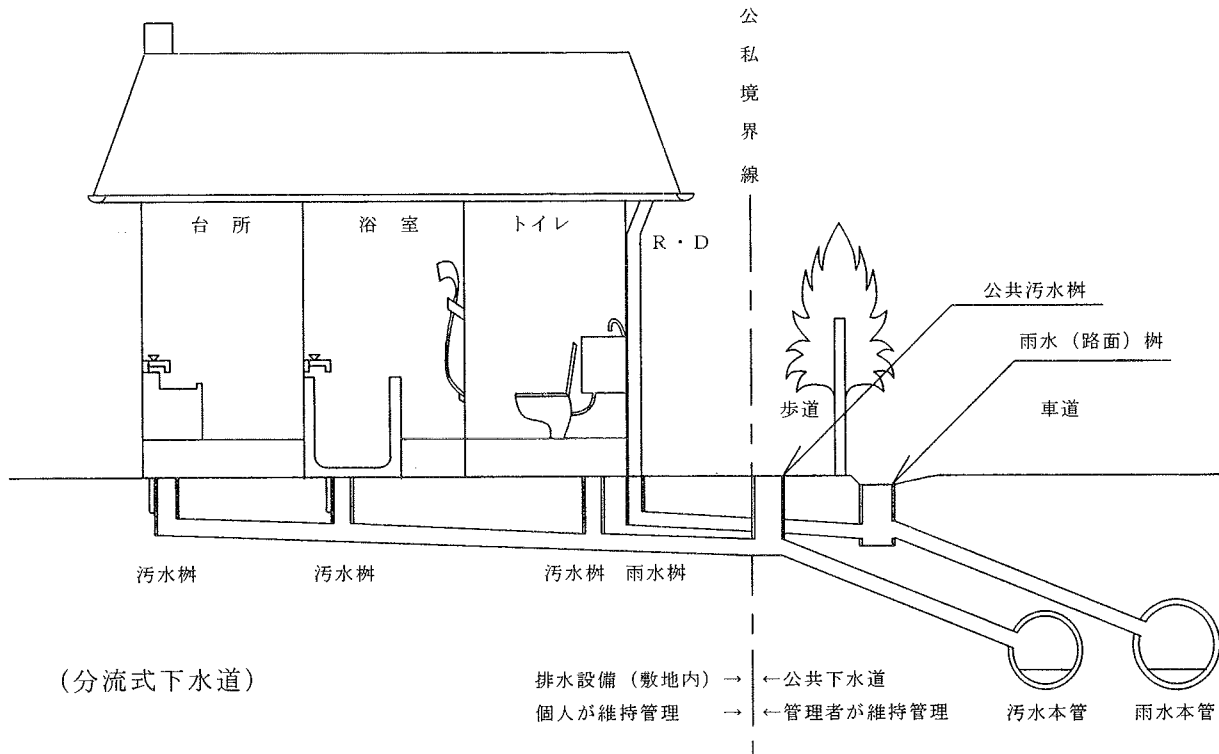 公私境界線
台所
浴室
トイレ
R・D
公共汚水桝
雨水（路面）桝
歩道
車道
汚水桝
汚水桝
汚水桝
雨水桝
（分流式下水道）
排水設備（敷地内）→
←公共下水道
個人が維持管理 →
←管理者が維持管理
汚水本管
雨水本管